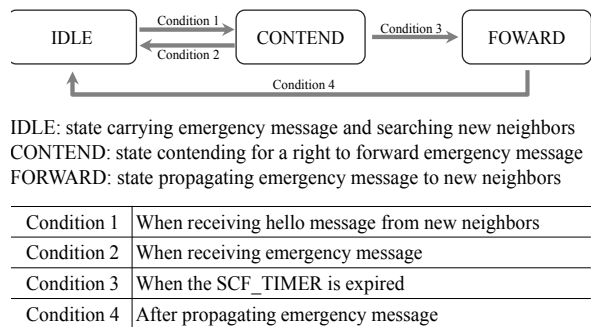 IDLE
Condition 1
Condition 2
CONTEND
Condition 3
FOWARD
Condition 4
IDLE: state carrying emergency message and searching new neighbors
CONTEND: state contending for a right to forward emergency message
FORWARD: state propagating emergency message to new neighbors
Condition 1 When receiving hello message from new neighbors
Condition 2 When receiving emergency message
Condition 3 When the SCF_TIMER is expired
Condition 4 After propagating emergency message